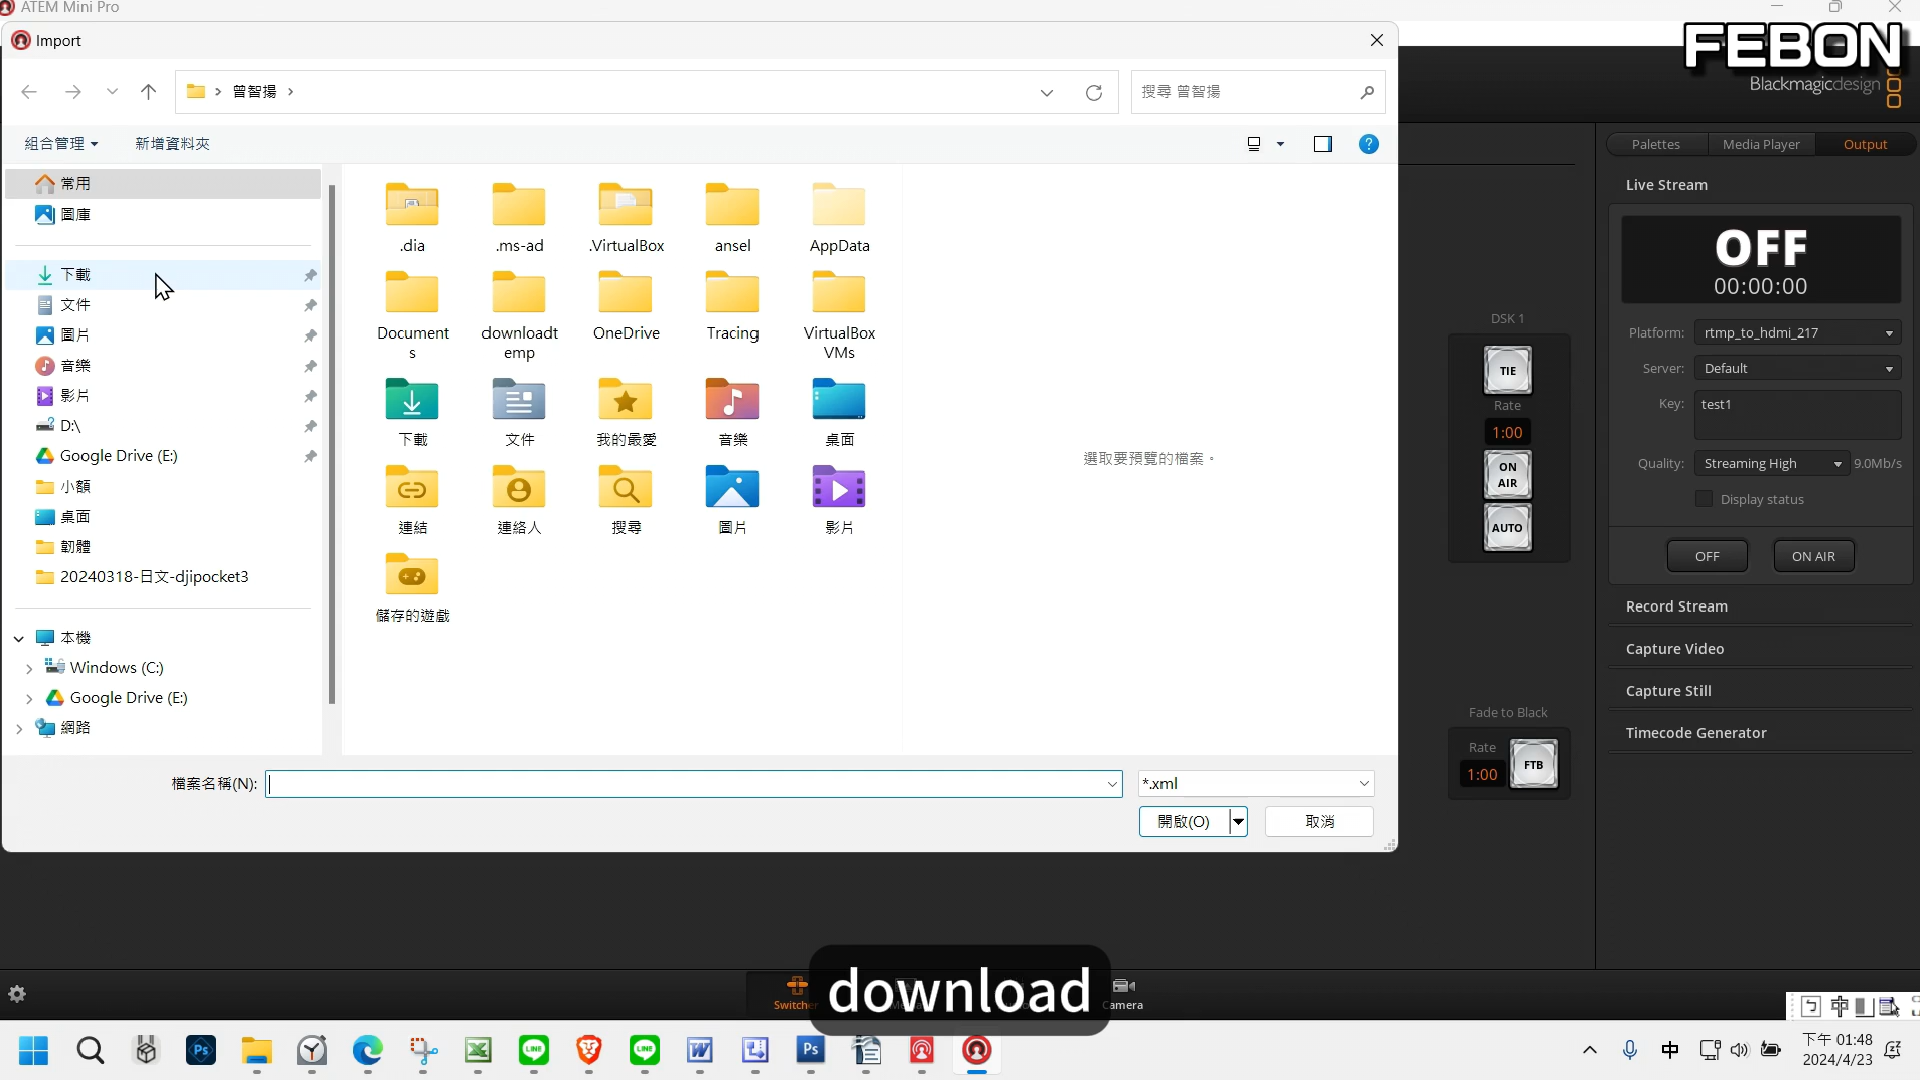 ATEM Mini Pro
Import
曾智揚
搜尋 曾智揚
組合管理
新增資料夾
常用
圖庫
下載
文件
圖片
音樂
影片
D:\
Google Drive (E:)
小額
桌面
韌體
20240318-日文-djipocket3
本機
Windows (C:)
Google Drive (E:)
網路
.dia
.ms-ad
.VirtualBox
ansel
AppData
Document
s
downloadt
emp
OneDrive
Tracing
VirtualBox
VMs
下載
文件
我的最愛
音樂
桌面
連結
連絡人
搜尋
圖片
影片
儲存的遊戲
選取要預覽的檔案。
檔案名稱(N):
*.xml
開啟(O)
取消
FEBON
Blackmagicdesign
Palettes
Media Player
Output
Live Stream
OFF
00:00:00
Platform:
rtmp_to_hdmi_217
Server:
Default
Key:
test1
Quality:
Streaming High
9.0Mb/s
Display status
OFF
ON AIR
Record Stream
Capture Video
Capture Still
Timecode Generator
DSK 1
TIE
Rate
1:00
ON
AIR
AUTO
Fade to Black
Rate
1:00
FTB
download
Camera
中
下午 01:48
2024/4/23